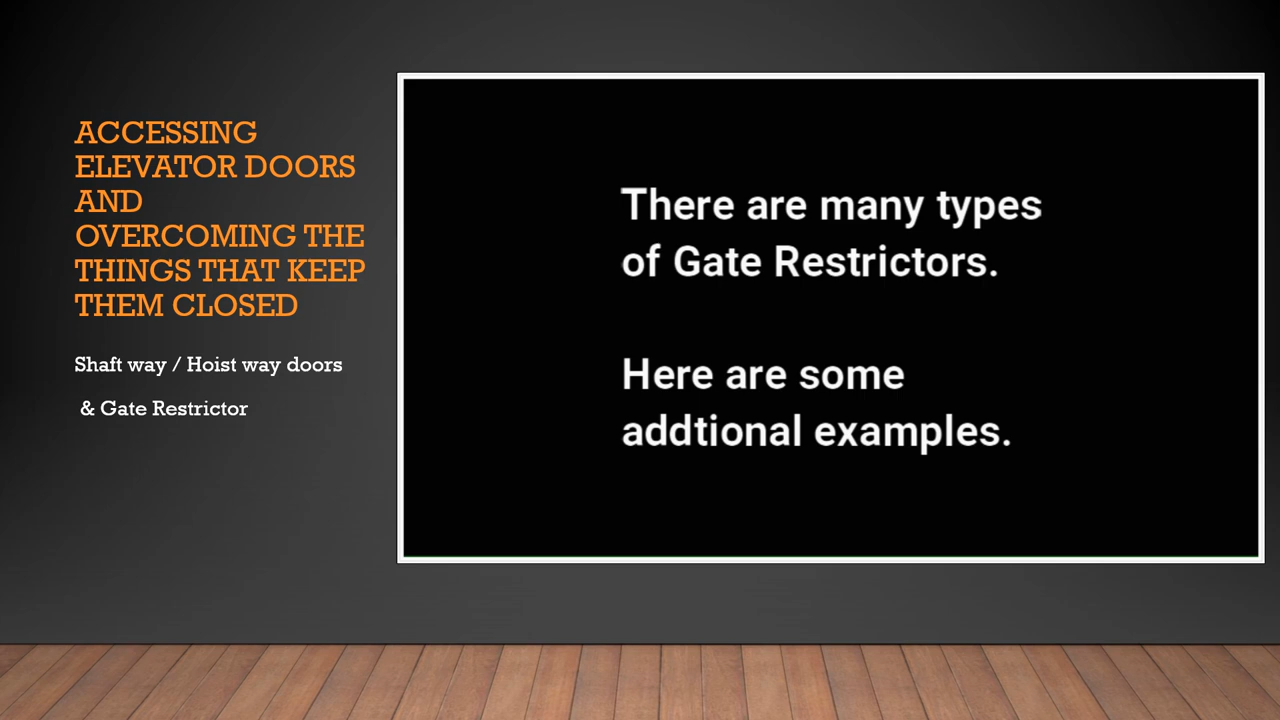 ACCESSING
ELEVATOR DOORS
AND
OVERCOMING THE
THINGS THAT KEEP
THEM CLOSED
Shaft way / Hoist way doors
& Gate Restrictor
There are many types
of Gate Restrictors.
Here are some
addtional examples.